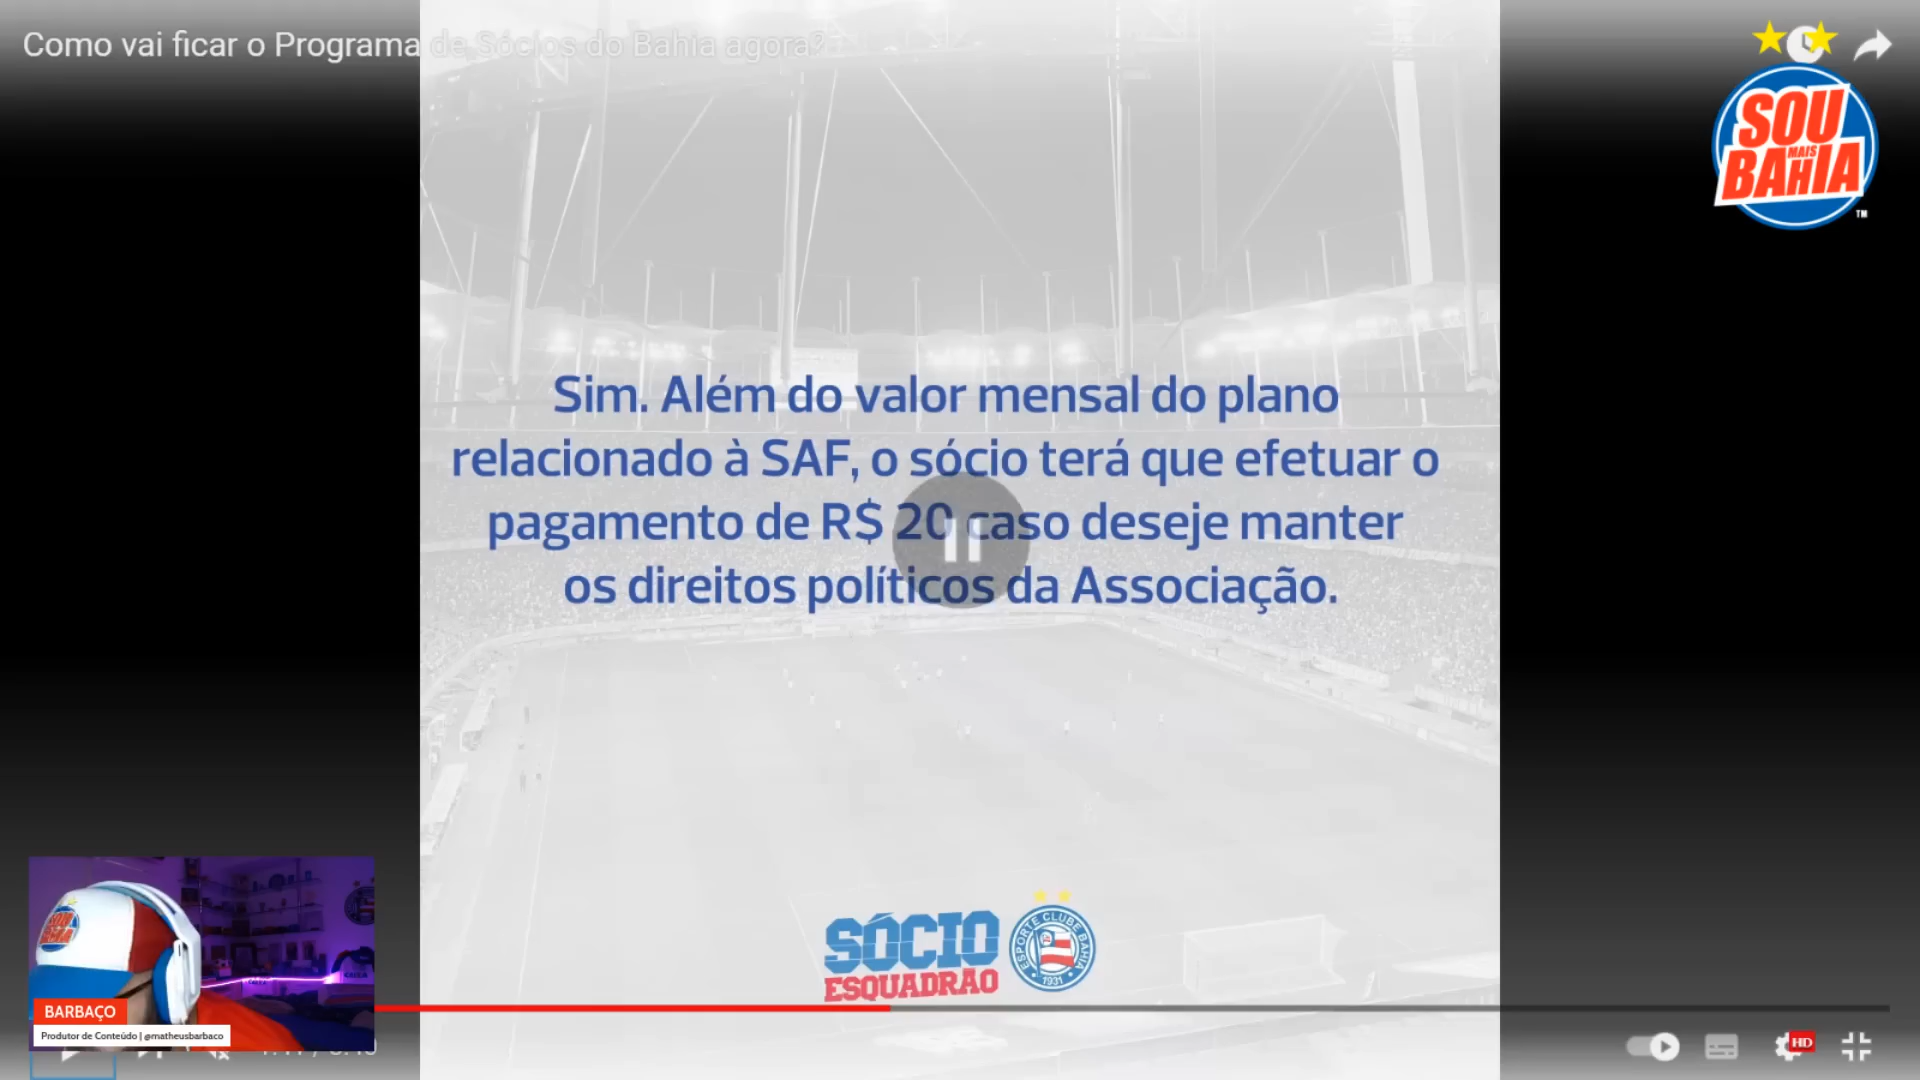 Como vai ficar o Programa de Sócios do Bahia agora?
SOU
MAIS
BAHIA
TM
Sim. Além do valor mensal do plano
relacionado à SAF, o sócio terá que efetuar o
pagamento de R$ 20 caso deseje manter
os direitos políticos da Associação.
SÓCIO
ESQUADRÃO
ESPORTE CLUBE BAHIA
1931
BARBAÇO
Produtor de Conteúdo | @matheusbarbaco
HD